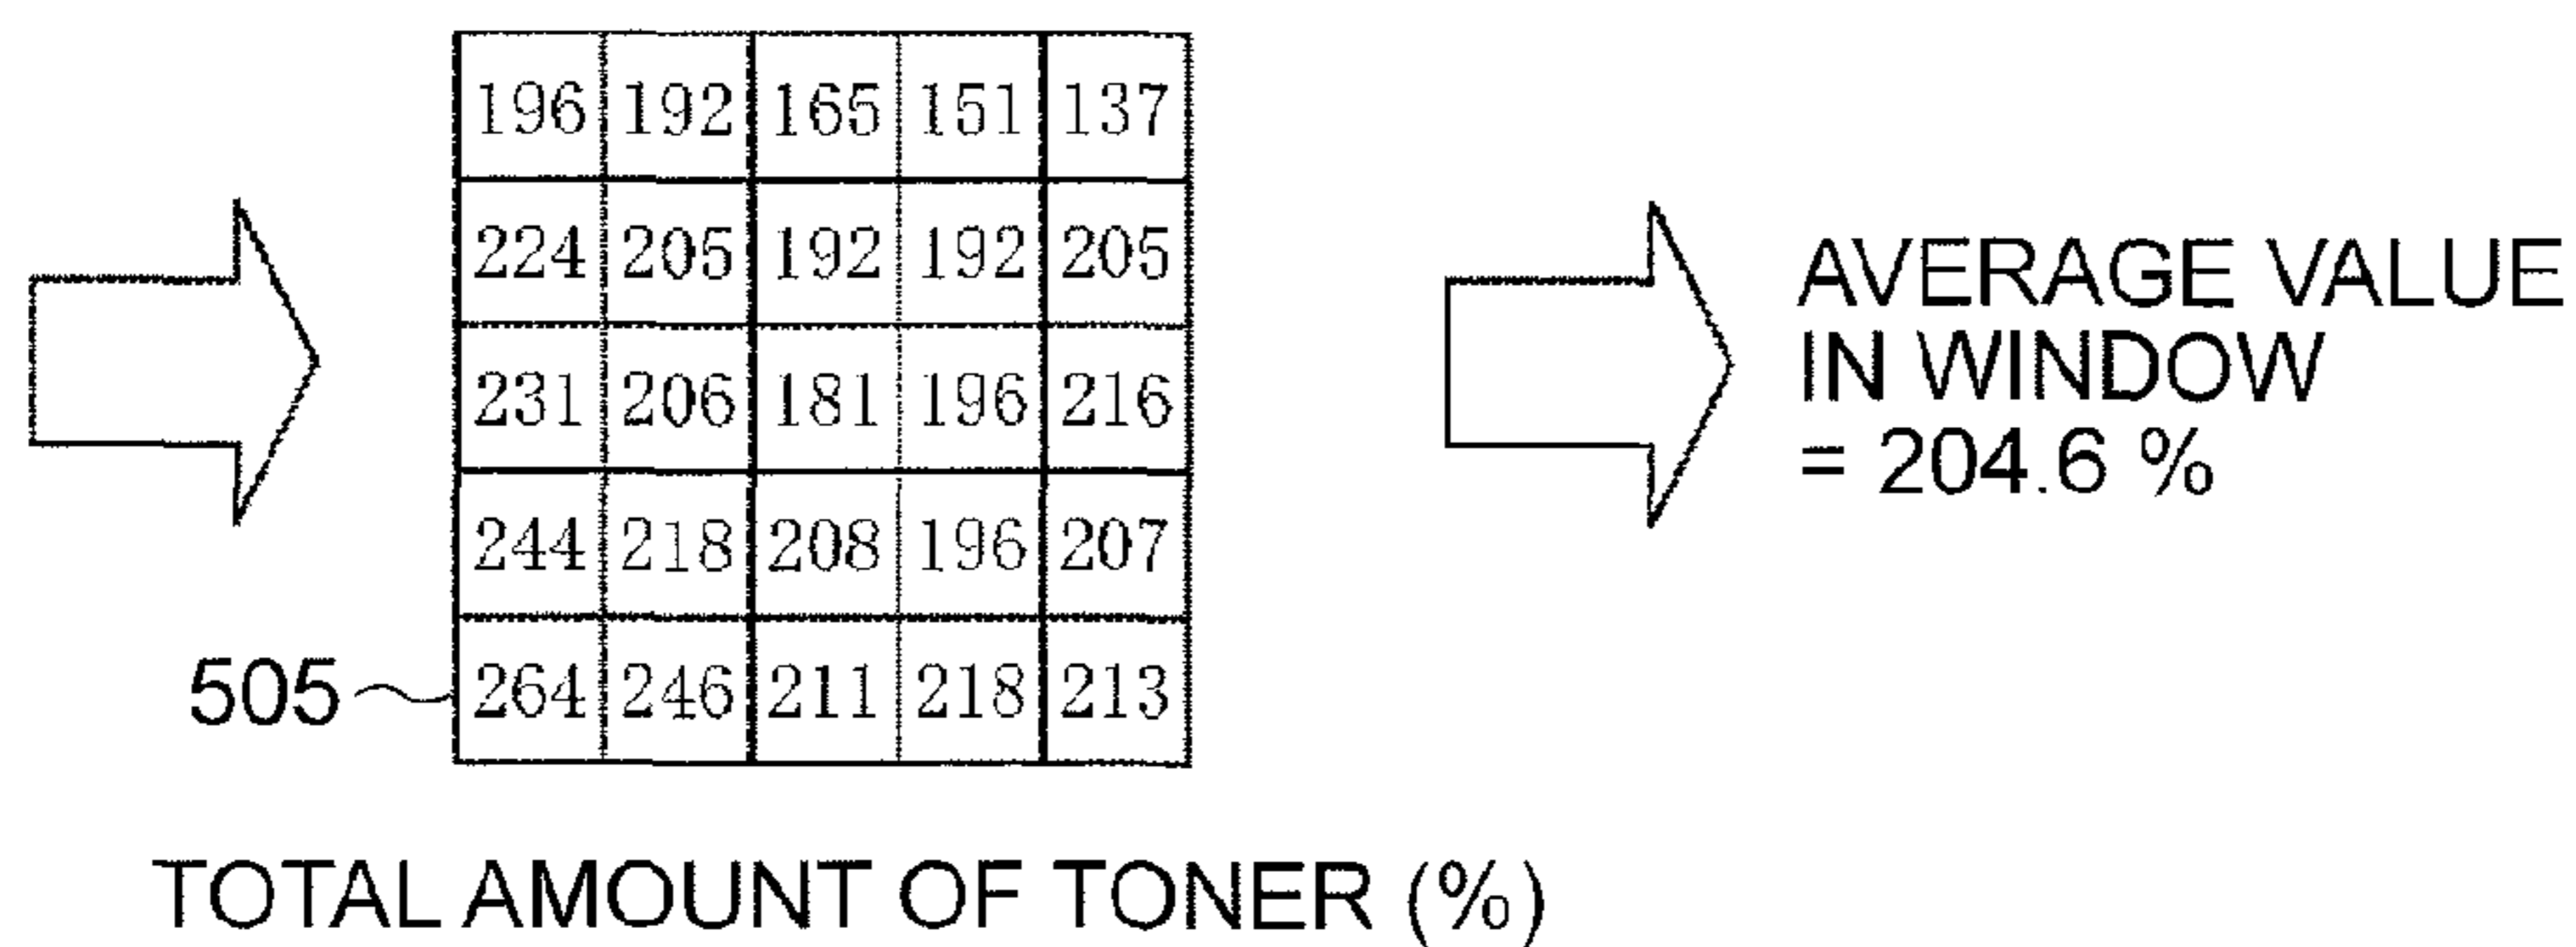 196 192 165 151 137
224 205 192 192 205
231 206 181 196 216
244 218 208 196 207
264 246 211 218 213
505
AVERAGE VALUE
IN WINDOW
= 204.6 %
TOTAL AMOUNT OF TONER (%)